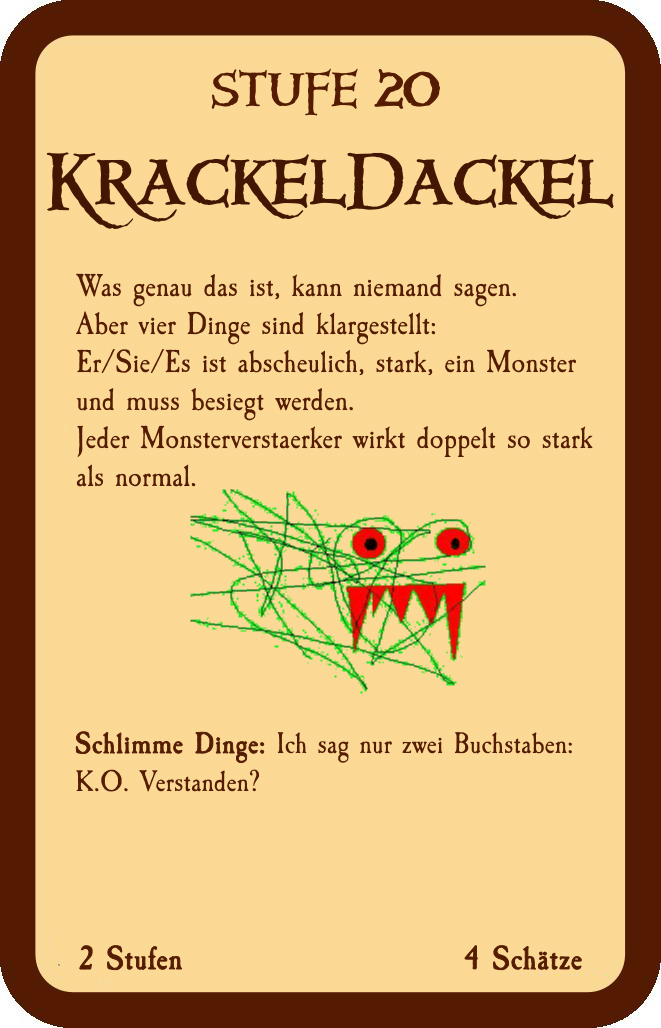 STUFE 20
KRACKELDACKEL
Was genau das ist, kann niemand sagen.
Aber vier Dinge sind klargestellt:
Er/Sie/Es ist abscheulich, stark, ein Monster
und muss besiegt werden.
Jeder Monsterverstaerker wirkt doppelt so stark
als normal.
Schlimme Dinge: Ich sag nur zwei Buchstaben:
K.O. Verstanden?
2 Stufen 4 Schätze